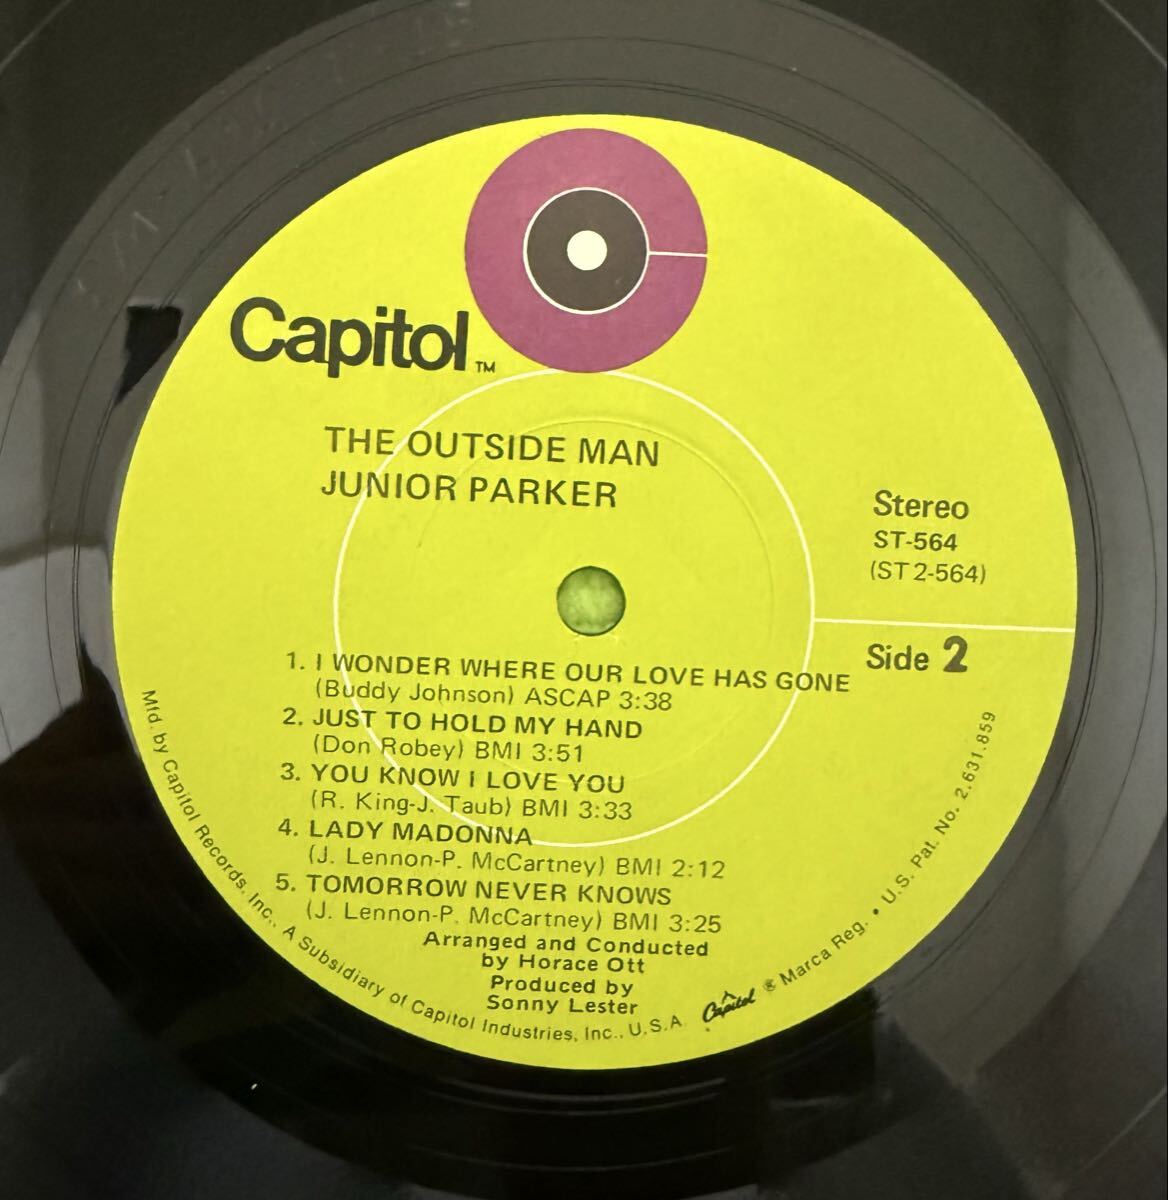 Capitol™
THE OUTSIDE MAN
JUNIOR PARKER
Stereo
ST-564
(ST 2-564)
Side 2
1. I WONDER WHERE OUR LOVE HAS GONE
(Buddy Johnson) ASCAP 3:38
2. JUST TO HOLD MY HAND
(Don Robey) BMI 3:51
3. YOU KNOW I LOVE YOU
(R. King-J. Taub) BMI 3:33
4. LADY MADONNA
(J. Lennon-P. McCartney) BMI 2:12
5. TOMORROW NEVER KNOWS
(J. Lennon-P. McCartney) BMI 3:25
Arranged and Conducted
by Horace Ott
Produced by
Sonny Lester
Mfd. by Capitol Records, Inc., A Subsidiary of Capitol Industries, Inc., U.S.A. Capitol ® Marca Reg. • U.S. Pat. No. 2.631.859